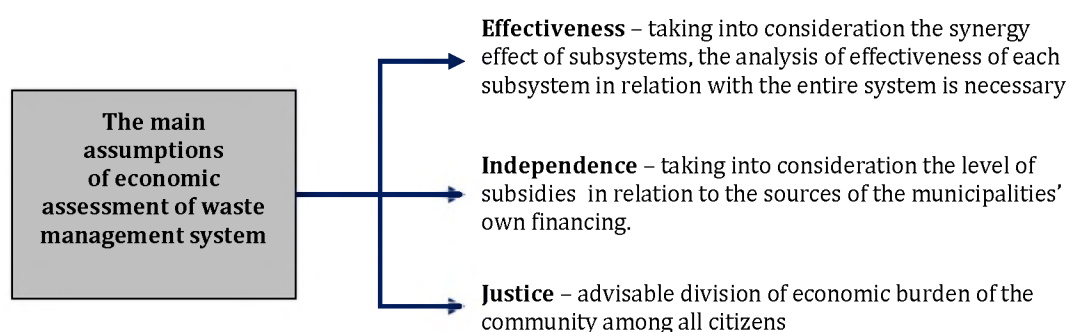 The main
assumptions
of economic
assessment of waste
management system
Effectiveness – taking into consideration the synergy
effect of subsystems, the analysis of effectiveness of each
subsystem in relation with the entire system is necessary
Independence – taking into consideration the level of
subsidies in relation to the sources of the municipalities’
own financing.
Justice – advisable division of economic burden of the
community among all citizens